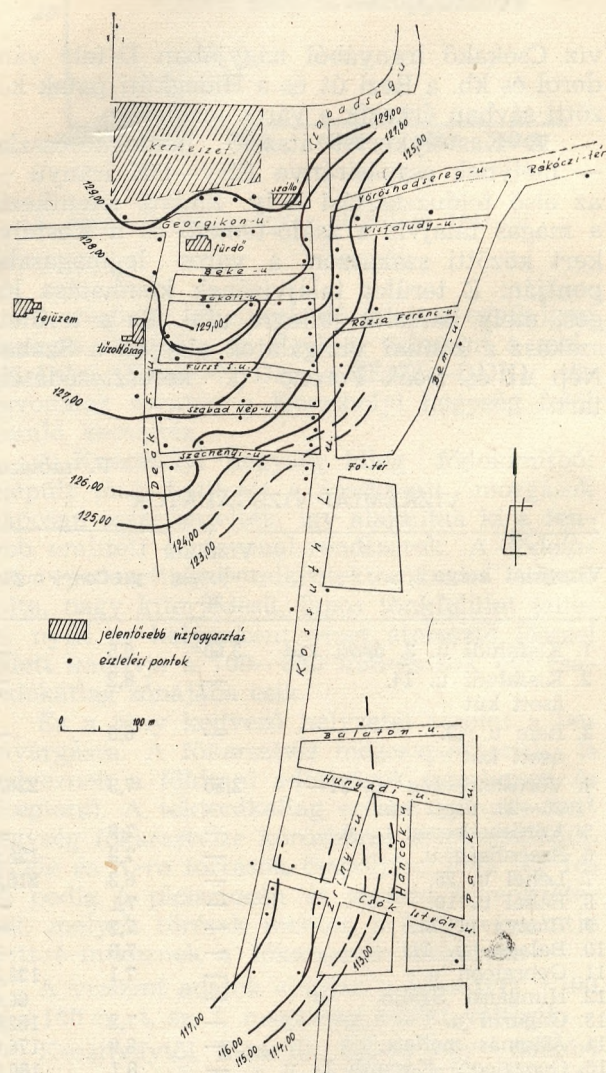 Szabadság u.
129,00
127,00
125,00
Kertészet
szálló
Vöröshadsereg-u.
Rákóczi-tér
129,00
Georgikon-u.
Kisfaludy-u.
128,00
fürdő
Béke-u.
Bakáti-u.
129,00
tejüzem
tűzoltóság
Rózsa Ferenc-u.
Bem-u.
Fürst S.u.
127,00
Szabad Nép-u.
Deák F. u.
Széchenyi-u.
Fő-tér
126,00
125,00
124,00
123,00
Kossuth L. u.
jelentősebb vízfogyasztás
észlelési pontok
0 100 m
Balaton-u.
Hunyadi-u.
Zrínyi-u
Hancók-u.
Park u.
Csók István-u.
113,00
117,00
116,00
115,00
114,00